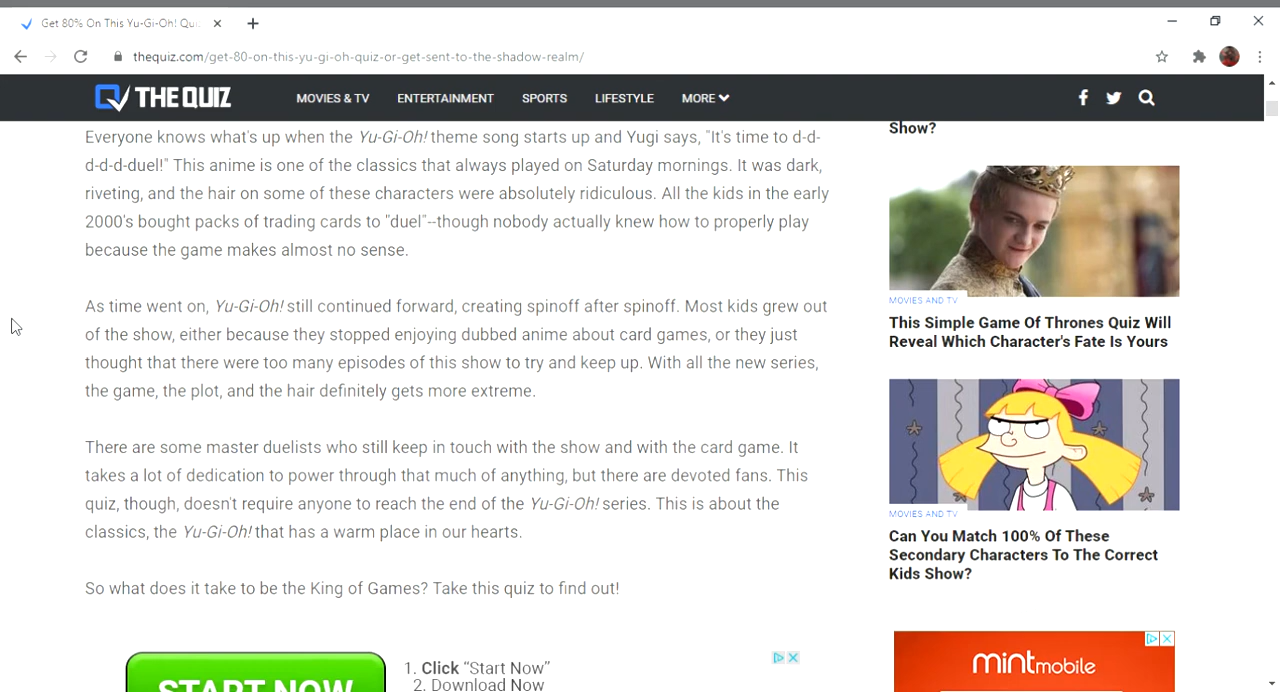 Get 80% On This Yu-Gi-Oh! Qui
thequiz.com/get-80-on-this-yu-gi-oh-quiz-or-get-sent-to-the-shadow-realm/
THE QUIZ
MOVIES & TV
ENTERTAINMENT
SPORTS
LIFESTYLE
MORE
Everyone knows what's up when the Yu-Gi-Oh! theme song starts up and Yugi says, "It's time to d-d-
d-d-d-duel!" This anime is one of the classics that always played on Saturday mornings. It was dark,
riveting, and the hair on some of these characters were absolutely ridiculous. All the kids in the early
2000's bought packs of trading cards to "duel"--though nobody actually knew how to properly play
because the game makes almost no sense.
As time went on, Yu-Gi-Oh! still continued forward, creating spinoff after spinoff. Most kids grew out
of the show, either because they stopped enjoying dubbed anime about card games, or they just
thought that there were too many episodes of this show to try and keep up. With all the new series,
the game, the plot, and the hair definitely gets more extreme.
There are some master duelists who still keep in touch with the show and with the card game. It
takes a lot of dedication to power through that much of anything, but there are devoted fans. This
quiz, though, doesn't require anyone to reach the end of the Yu-Gi-Oh! series. This is about the
classics, the Yu-Gi-Oh! that has a warm place in our hearts.
So what does it take to be the King of Games? Take this quiz to find out!
START NOW
1. Click “Start Now”
2. Download Now
Show?
MOVIES AND TV
This Simple Game Of Thrones Quiz Will
Reveal Which Character's Fate Is Yours
MOVIES AND TV
Can You Match 100% Of These
Secondary Characters To The Correct
Kids Show?
mintmobile